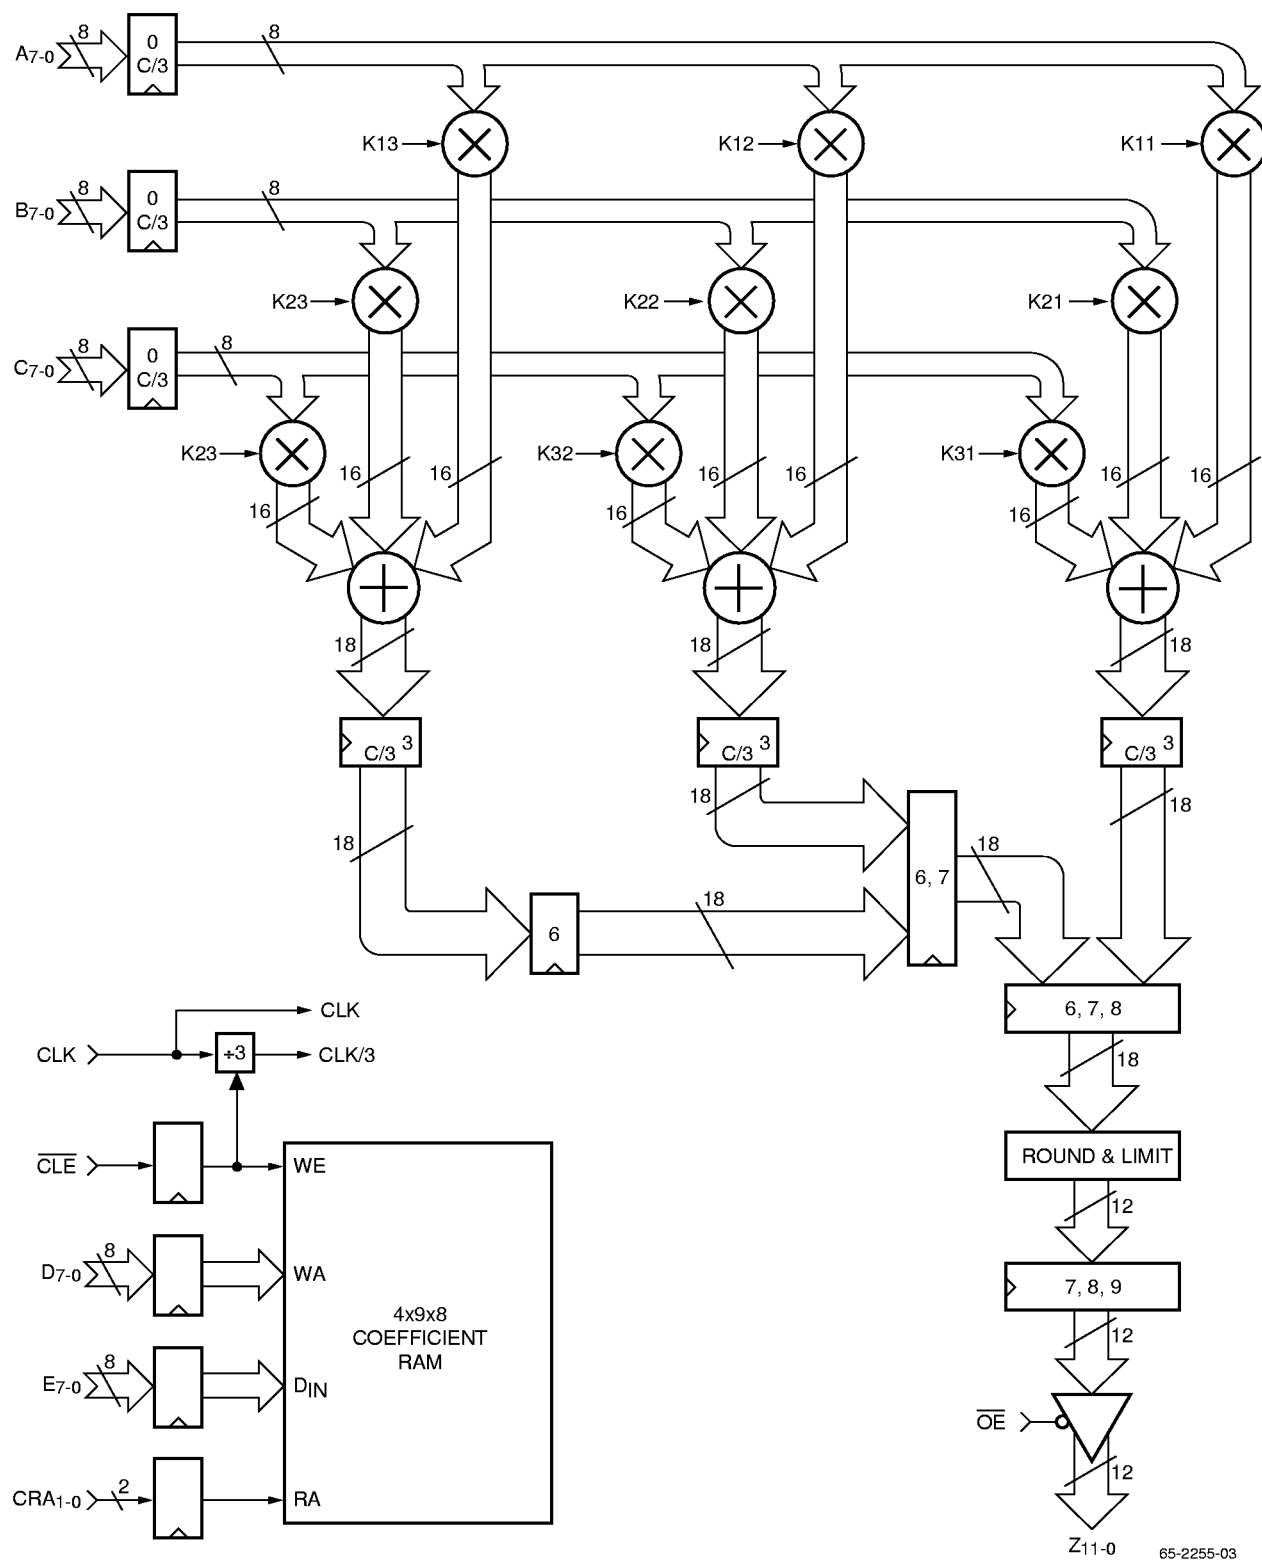 A7-0
8
0
C/3
8
K13
K12
K11
B7-0
8
0
C/3
8
K23
K22
K21
C7-0
8
0
C/3
8
K23
K32
K31
16
16
16
16
16
16
16
16
16
18
18
18
C/3 3
C/3 3
C/3 3
18
18
18
18
6, 7
18
6
CLK
CLK
÷3
CLK/3
6, 7, 8
18
CLE
WE
ROUND & LIMIT
12
D7-0
8
WA
7, 8, 9
4x9x8
COEFFICIENT
RAM
12
E7-0
8
DIN
OE
12
CRA1-0
2
RA
Z11-0
65-2255-03